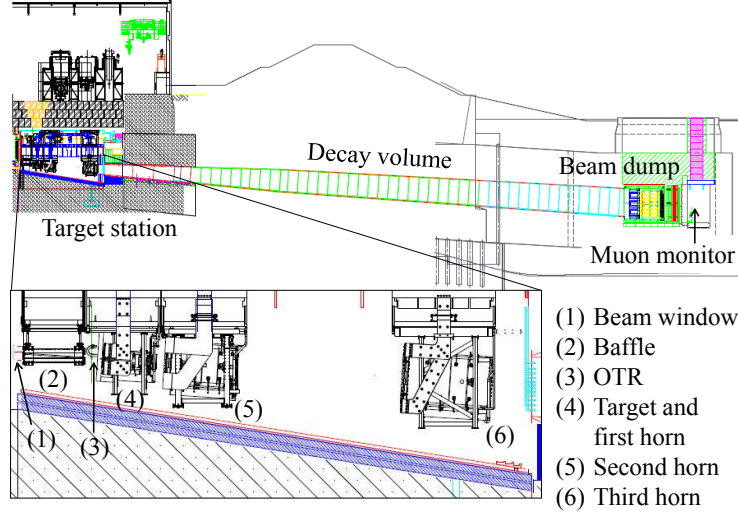 Decay volume
Beam dump
Target station
Muon monitor
(1) Beam window
(2) Baffle
(3) OTR
(4) Target and
first horn
(5) Second horn
(6) Third horn
(2)
(4)
(5)
(6)
(1)
(3)